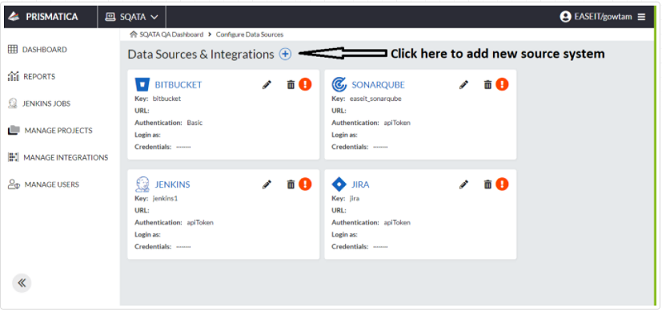 PRISMATICA SQATA EASEIT/gowtam
SQATA QA Dashboard > Configure Data Sources
Data Sources & Integrations Click here to add new source system
DASHBOARD
REPORTS
JENKINS JOBS
MANAGE PROJECTS
MANAGE INTEGRATIONS
MANAGE USERS
BITBUCKET
Key: bitbucket
URL:
Authentication: Basic
Login as:
Credentials: ------
SONARQUBE
Key: easeit_sonarqube
URL:
Authentication: apiToken
Login as:
Credentials: ------
JENKINS
Key: jenkins1
URL:
Authentication: apiToken
Login as:
Credentials: ------
JIRA
Key: jira
URL:
Authentication: apiToken
Login as:
Credentials: ------